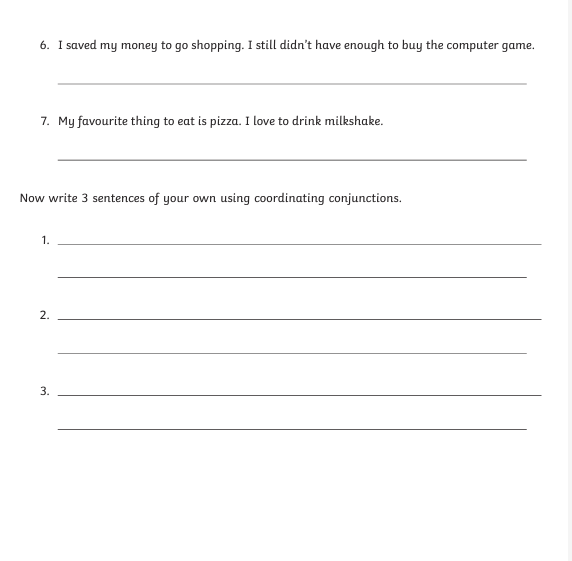 6. I saved my money to go shopping. I still didn't have enough to buy the computer game.
7. My favourite thing to eat is pizza. I love to drink milkshake.
Now write 3 sentences of your own using coordinating conjunctions.
1.
2.
3.